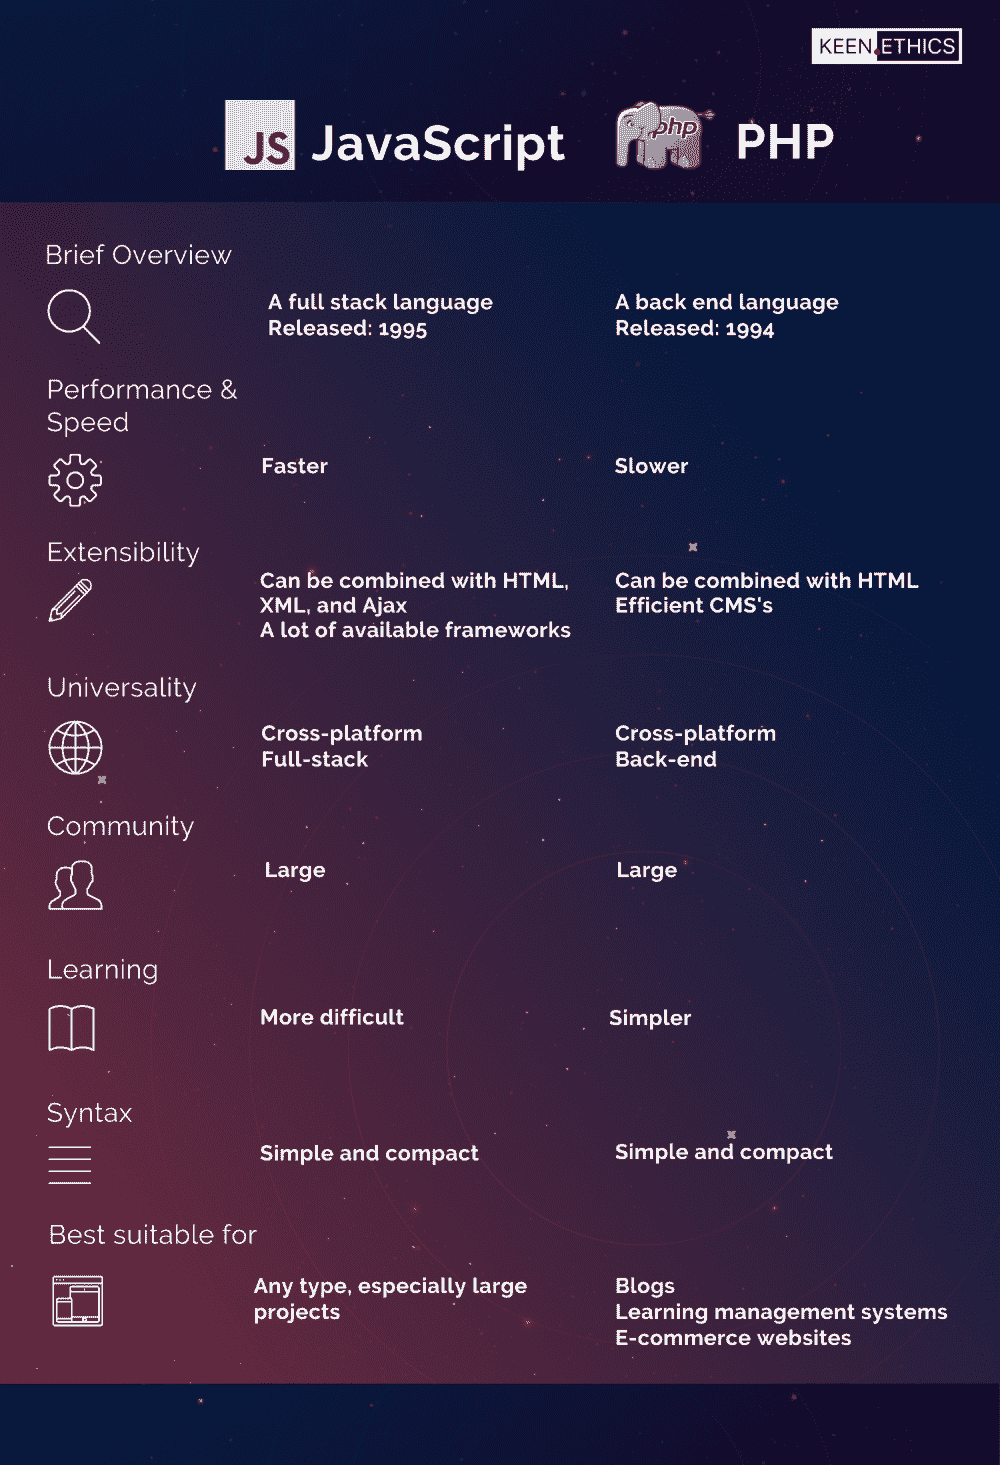 KEEN.ETHICS
JS JavaScript
php PHP
Brief Overview
A full stack language
Released: 1995
A back end language
Released: 1994
Performance &
Speed
Faster
Slower
Extensibility
Can be combined with HTML,
XML, and Ajax
A lot of available frameworks
Can be combined with HTML
Efficient CMS's
Universality
Cross-platform
Full-stack
Cross-platform
Back-end
Community
Large
Large
Learning
More difficult
Simpler
Syntax
Simple and compact
Simple and compact
Best suitable for
Any type, especially large
projects
Blogs
Learning management systems
E-commerce websites